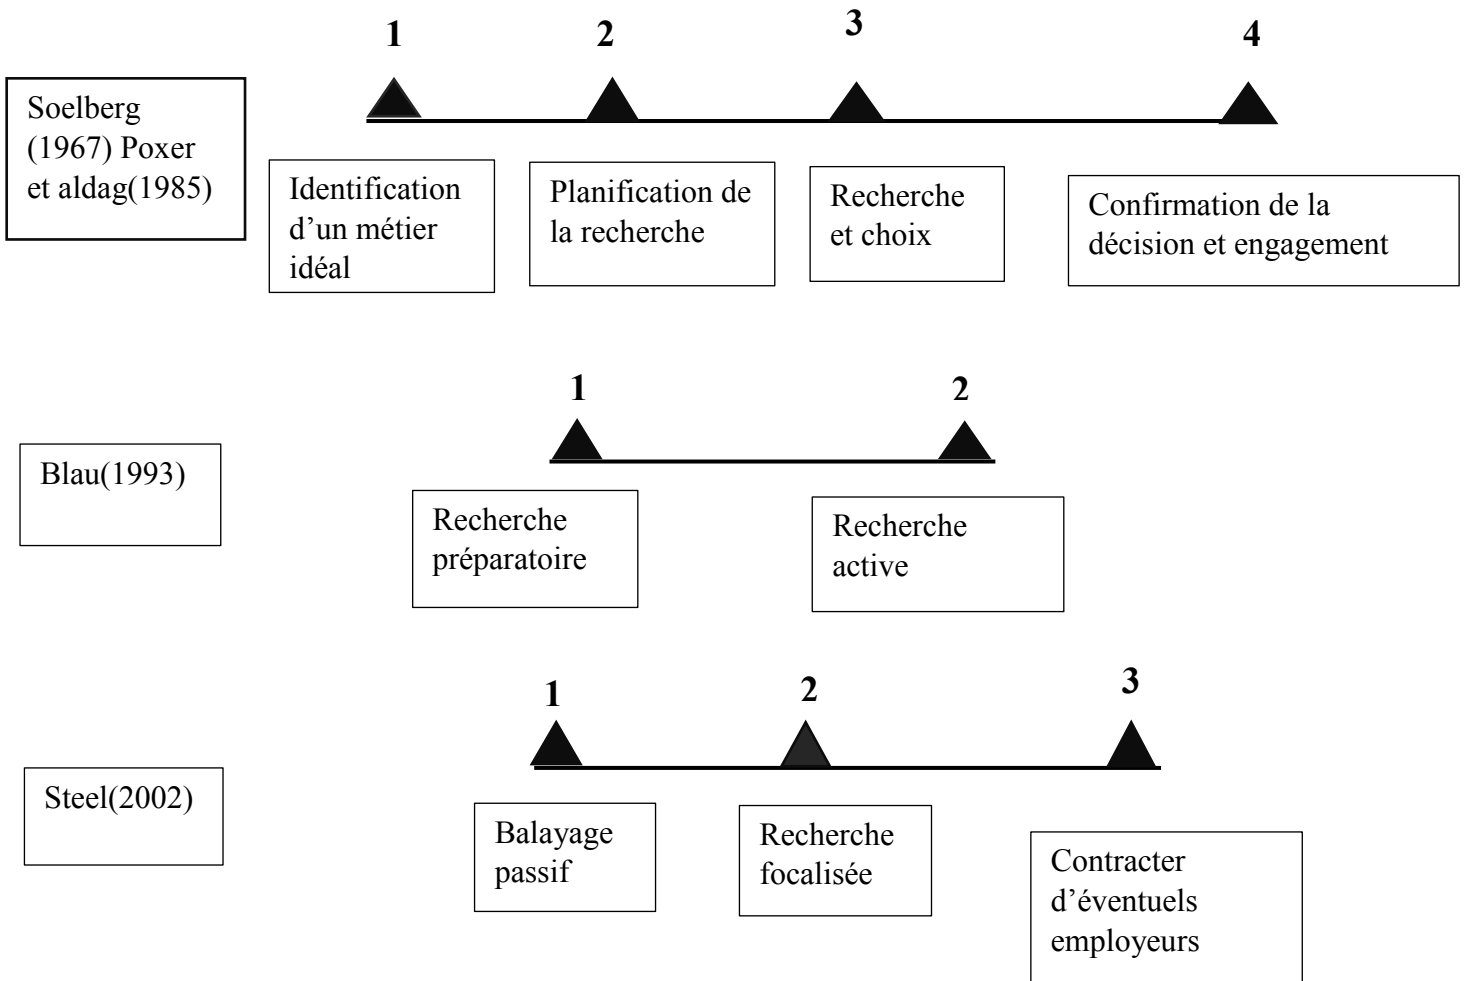 1 2 3 4
Soelberg
(1967) Poxer
et aldag(1985)
Identification
d’un métier
idéal
Planification de
la recherche
Recherche
et choix
Confirmation de la
décision et engagement
1 2
Blau(1993)
Recherche
préparatoire
Recherche
active
1 2 3
Steel(2002)
Balayage
passif
Recherche
focalisée
Contracter
d’éventuels
employeurs